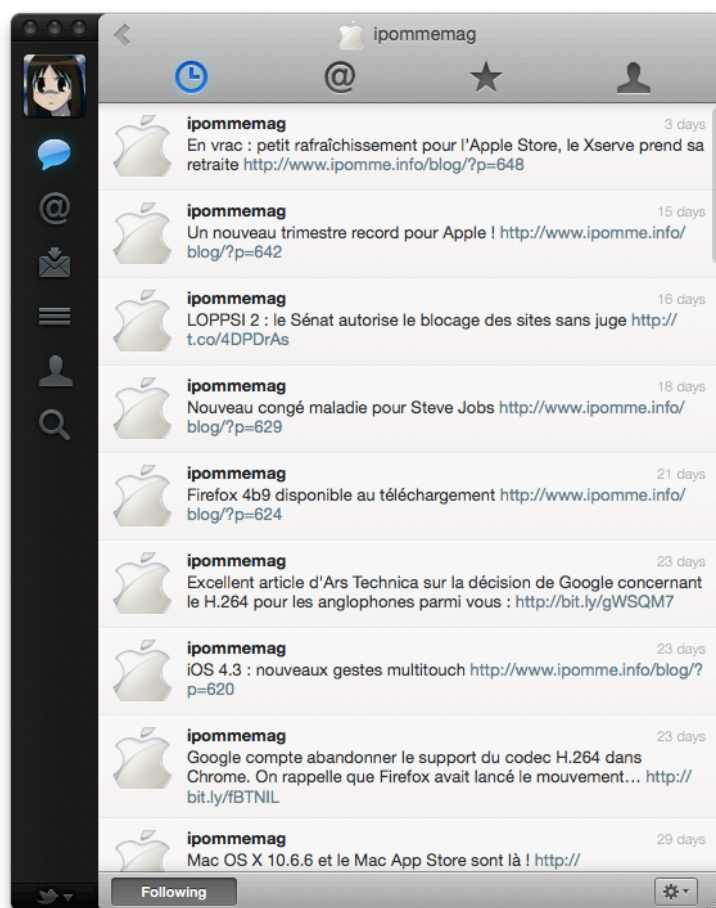 ipommemag
@
@
ipommemag 3 days
En vrac : petit rafraîchissement pour l'Apple Store, le Xserve prend sa
retraite http://www.ipomme.info/blog/?p=648
ipommemag 15 days
Un nouveau trimestre record pour Apple ! http://www.ipomme.info/
blog/?p=642
ipommemag 16 days
LOPPSI 2 : le Sénat autorise le blocage des sites sans juge http://
t.co/4DPDrAs
ipommemag 18 days
Nouveau congé maladie pour Steve Jobs http://www.ipomme.info/
blog/?p=629
ipommemag 21 days
Firefox 4b9 disponible au téléchargement http://www.ipomme.info/
blog/?p=624
ipommemag 23 days
Excellent article d'Ars Technica sur la décision de Google concernant
le H.264 pour les anglophones parmi vous : http://bit.ly/gWSQM7
ipommemag 23 days
iOS 4.3 : nouveaux gestes multitouch http://www.ipomme.info/blog/?
p=620
ipommemag 23 days
Google compte abandonner le support du codec H.264 dans
Chrome. On rappelle que Firefox avait lancé le mouvement… http://
bit.ly/fBTNIL
ipommemag 29 days
Mac OS X 10.6.6 et le Mac App Store sont là ! http://
Following